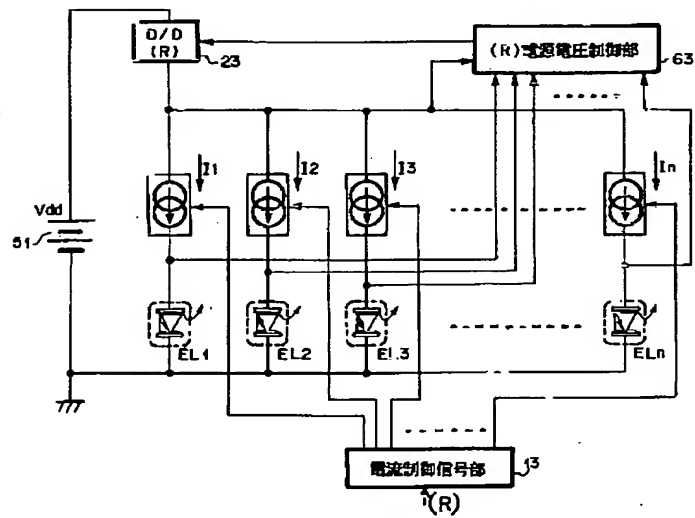 D/D
(R)
23
(R)電源電圧制御部
63
I1
I2
I3
In
Vdd
51
EL1
EL2
EL3
ELn
電流制御信号部
13
(R)